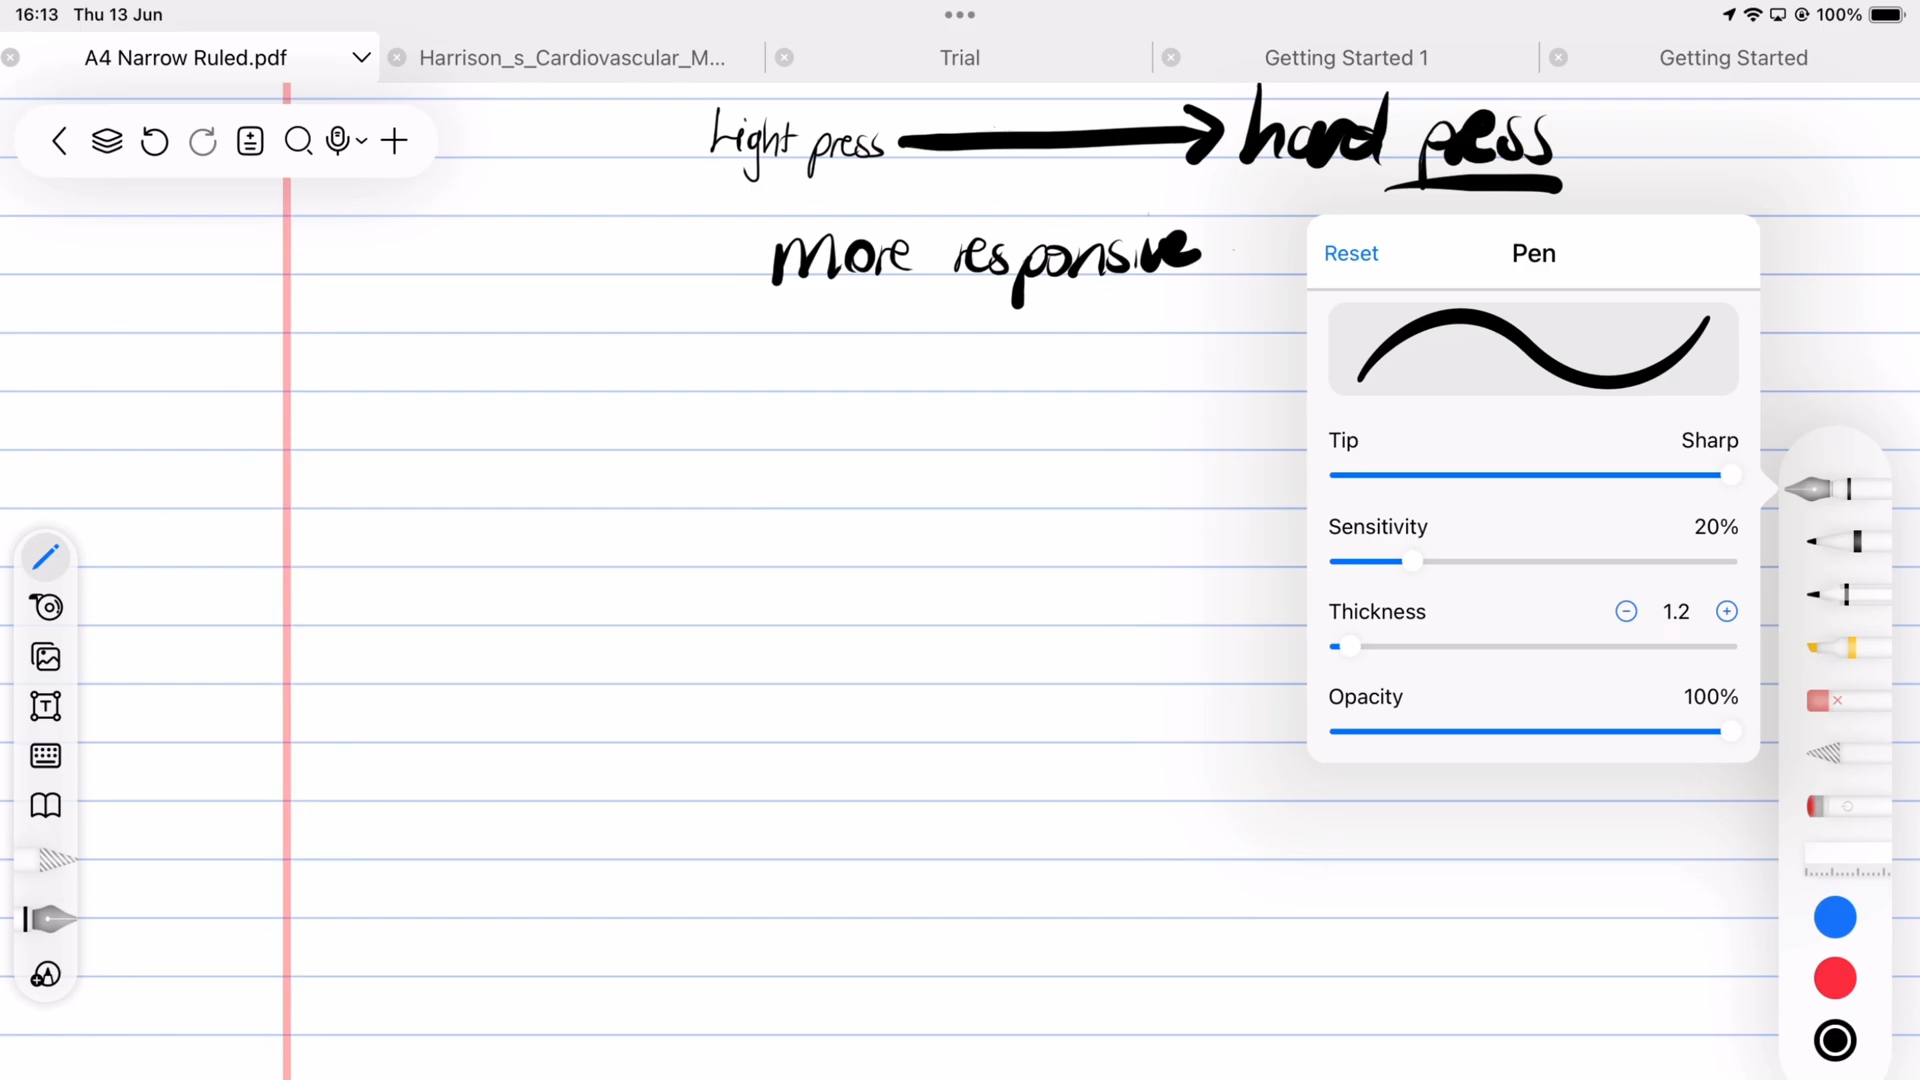 16:13 Thu 13 Jun
100%
A4 Narrow Ruled.pdf
Harrison_s_Cardiovascular_M...
Trial
Getting Started 1
Getting Started
Light press
hard press
More responsive
Reset
Pen
Tip
Sharp
Sensitivity
20%
Thickness
1.2
Opacity
100%